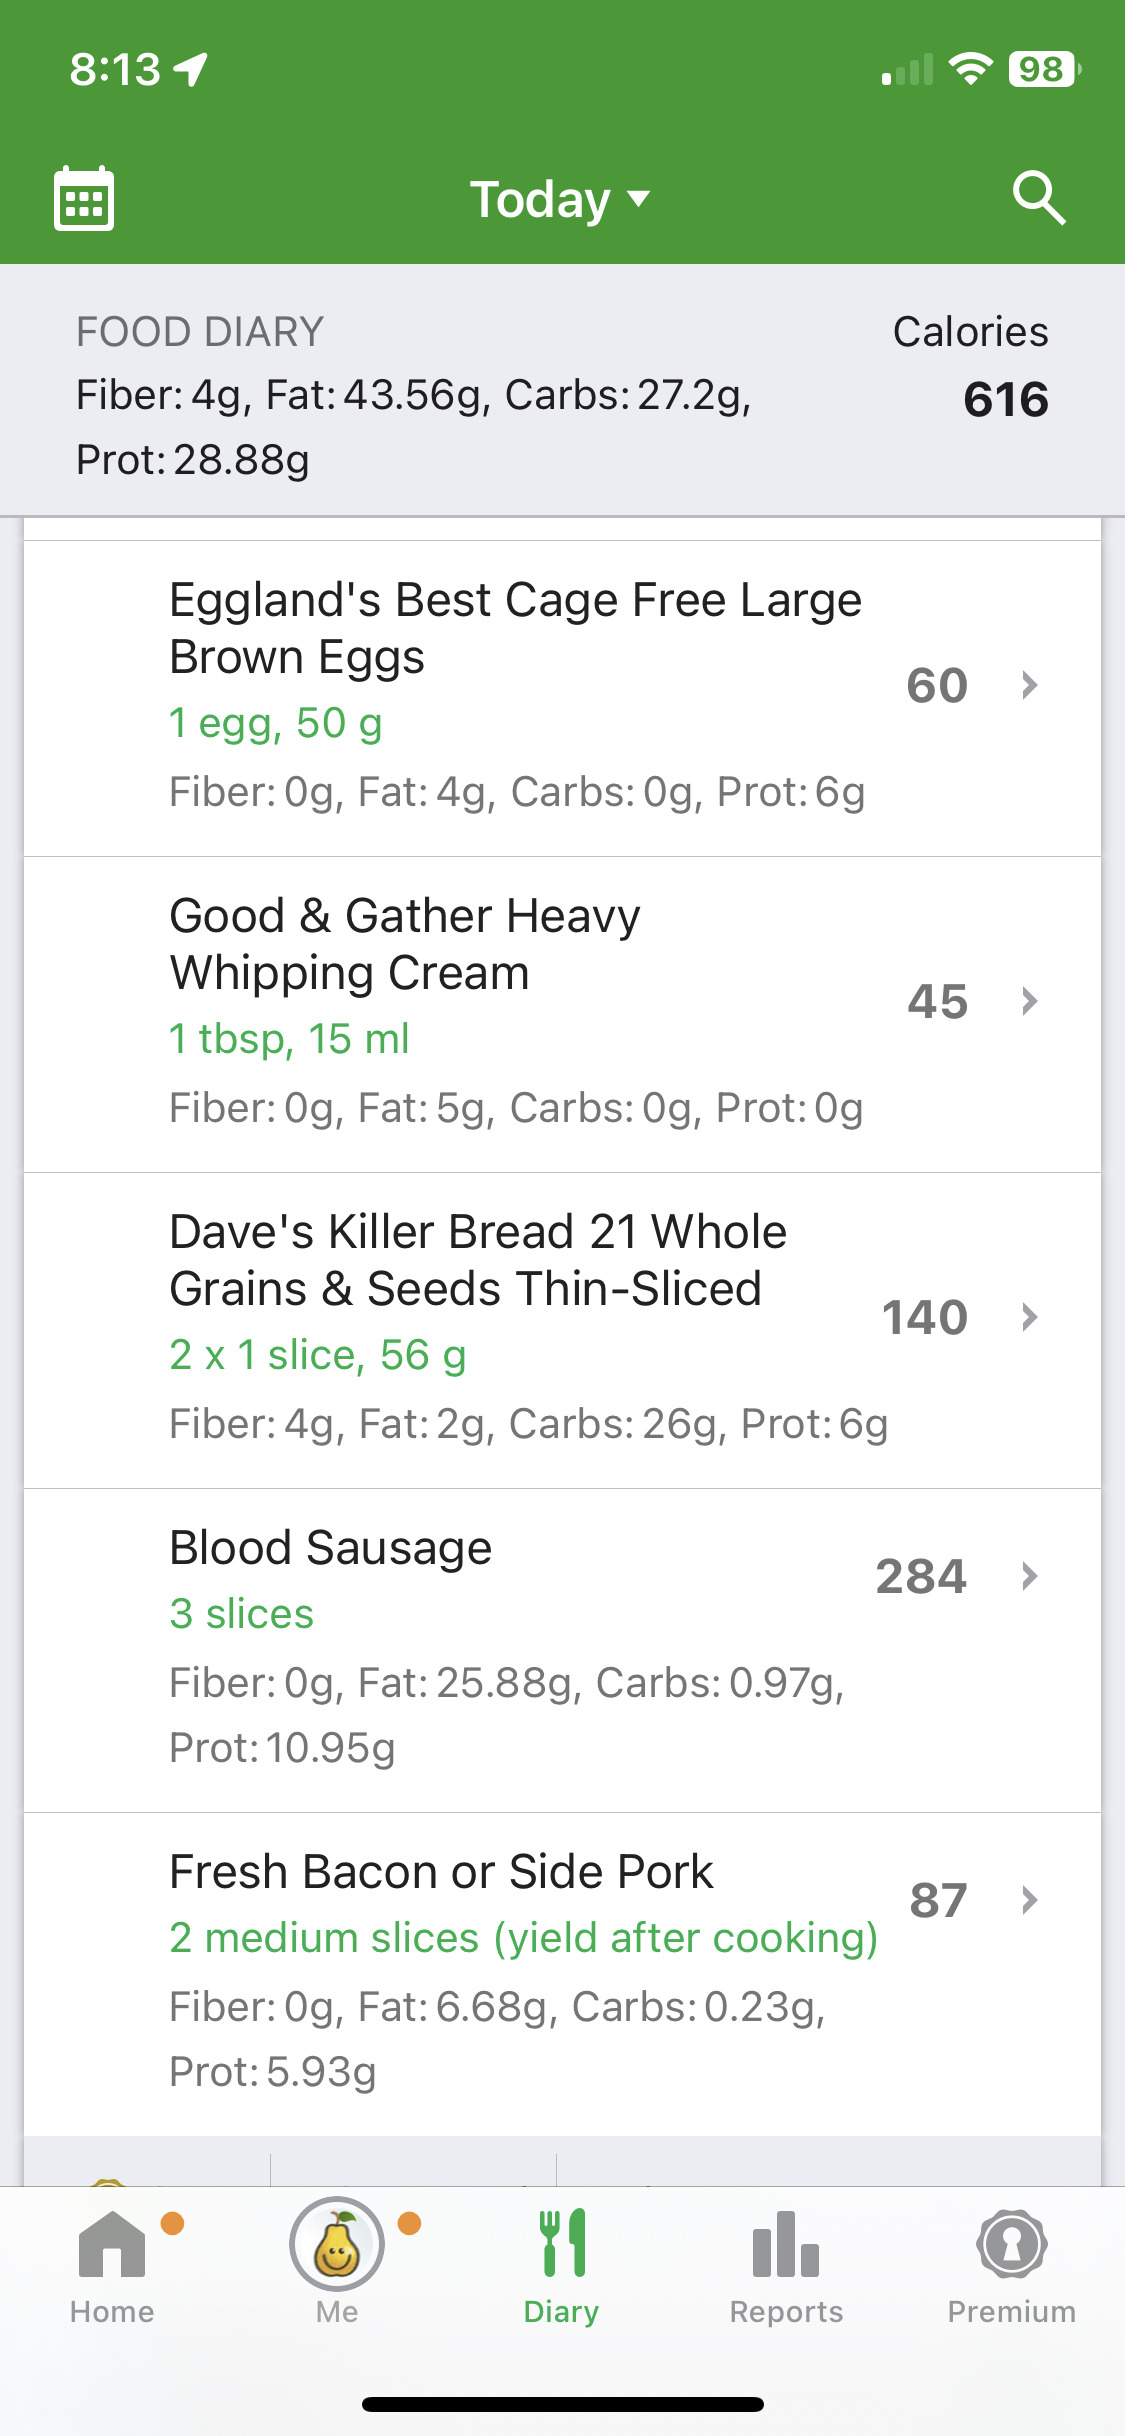 8:13
98
Today
FOOD DIARY
Calories
Fiber: 4g, Fat: 43.56g, Carbs: 27.2g,
616
Prot: 28.88g
Eggland's Best Cage Free Large
Brown Eggs
60
1 egg, 50 g
Fiber: 0g, Fat: 4g, Carbs: 0g, Prot: 6g
Good & Gather Heavy
Whipping Cream
45
1 tbsp, 15 ml
Fiber: 0g, Fat: 5g, Carbs: 0g, Prot: 0g
Dave's Killer Bread 21 Whole
Grains & Seeds Thin-Sliced
140
2 x 1 slice, 56 g
Fiber: 4g, Fat: 2g, Carbs: 26g, Prot: 6g
Blood Sausage
284
3 slices
Fiber: 0g, Fat: 25.88g, Carbs: 0.97g,
Prot: 10.95g
Fresh Bacon or Side Pork
87
2 medium slices (yield after cooking)
Fiber: 0g, Fat: 6.68g, Carbs: 0.23g,
Prot: 5.93g
Home
Me
Diary
Reports
Premium